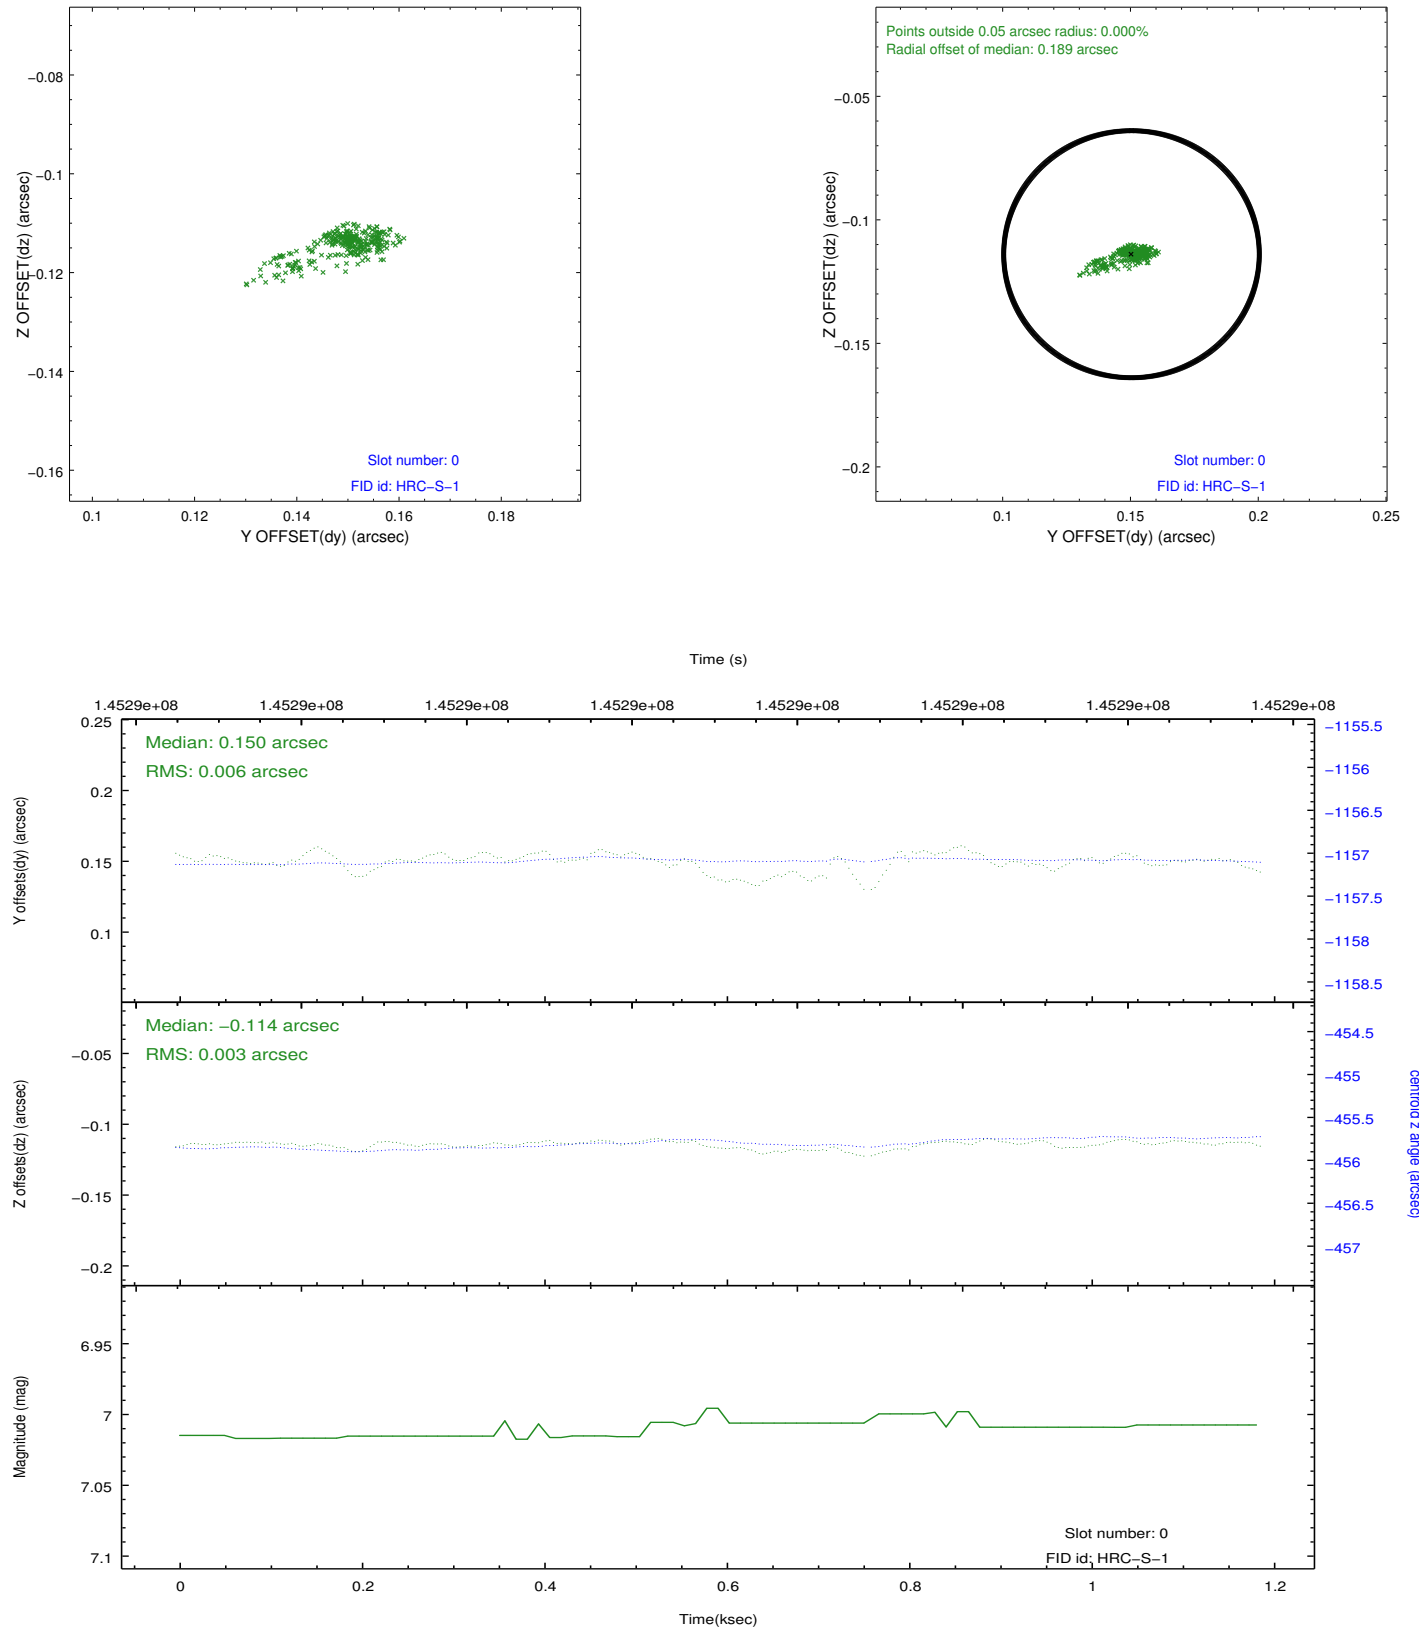 −0.08
−0.1
−0.12
−0.14
−0.16
Z OFFSET(dz) (arcsec)
0.1 0.12 0.14 0.16 0.18
Y OFFSET(dy) (arcsec)
Slot number: 0
FID id: HRC−S−1
Points outside 0.05 arcsec radius: 0.000%
Radial offset of median: 0.189 arcsec
−0.05
−0.1
−0.15
−0.2
Z OFFSET(dz) (arcsec)
0.1 0.15 0.2 0.25
Y OFFSET(dy) (arcsec)
Slot number: 0
FID id: HRC−S−1
Time (s)
1.4529e+08 1.4529e+08 1.4529e+08 1.4529e+08 1.4529e+08 1.4529e+08 1.4529e+08 1.4529e+08
Median: 0.150 arcsec
RMS: 0.006 arcsec
0.25
0.2
0.15
0.1
Y offsets(dy) (arcsec)
−1155.5
−1156
−1156.5
−1157
−1157.5
−1158
−1158.5
Median: −0.114 arcsec
RMS: 0.003 arcsec
−0.05
−0.1
−0.15
−0.2
Z offsets(dz) (arcsec)
−454.5
−455
−455.5
−456
−456.5
−457
centroid z angle (arcsec)
6.95
7
7.05
7.1
Magnitude (mag)
Slot number: 0
FID id: HRC−S−1
0 0.2 0.4 0.6 0.8 1 1.2
Time(ksec)